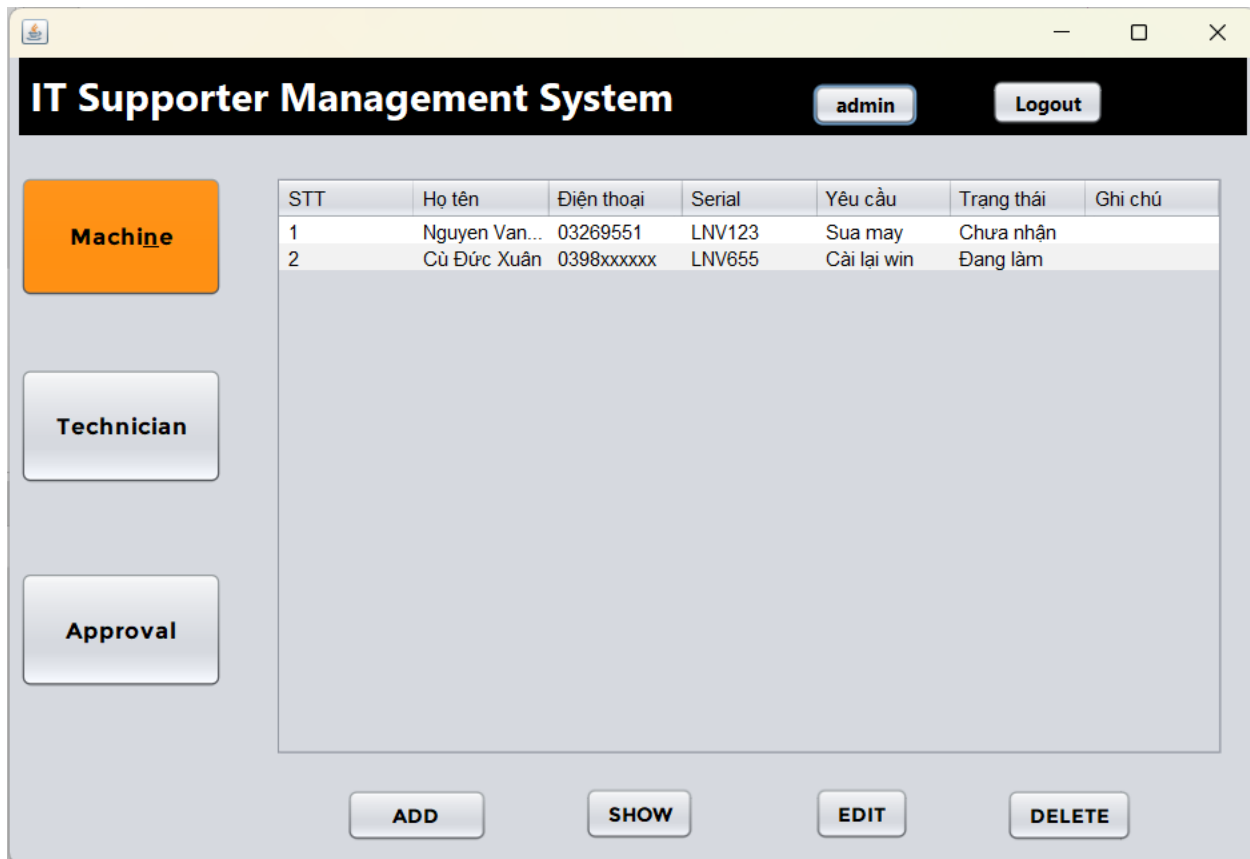 IT Supporter Management System admin Logout
Machine
Technician
Approval
STT Họ tên Điện thoại Serial Yêu cầu Trạng thái Ghi chú
1 Nguyen Van... 03269551 LNV123 Sua may Chưa nhận
2 Cù Đức Xuân 0398xxxxxx LNV655 Cài lại win Đang làm
ADD SHOW EDIT DELETE